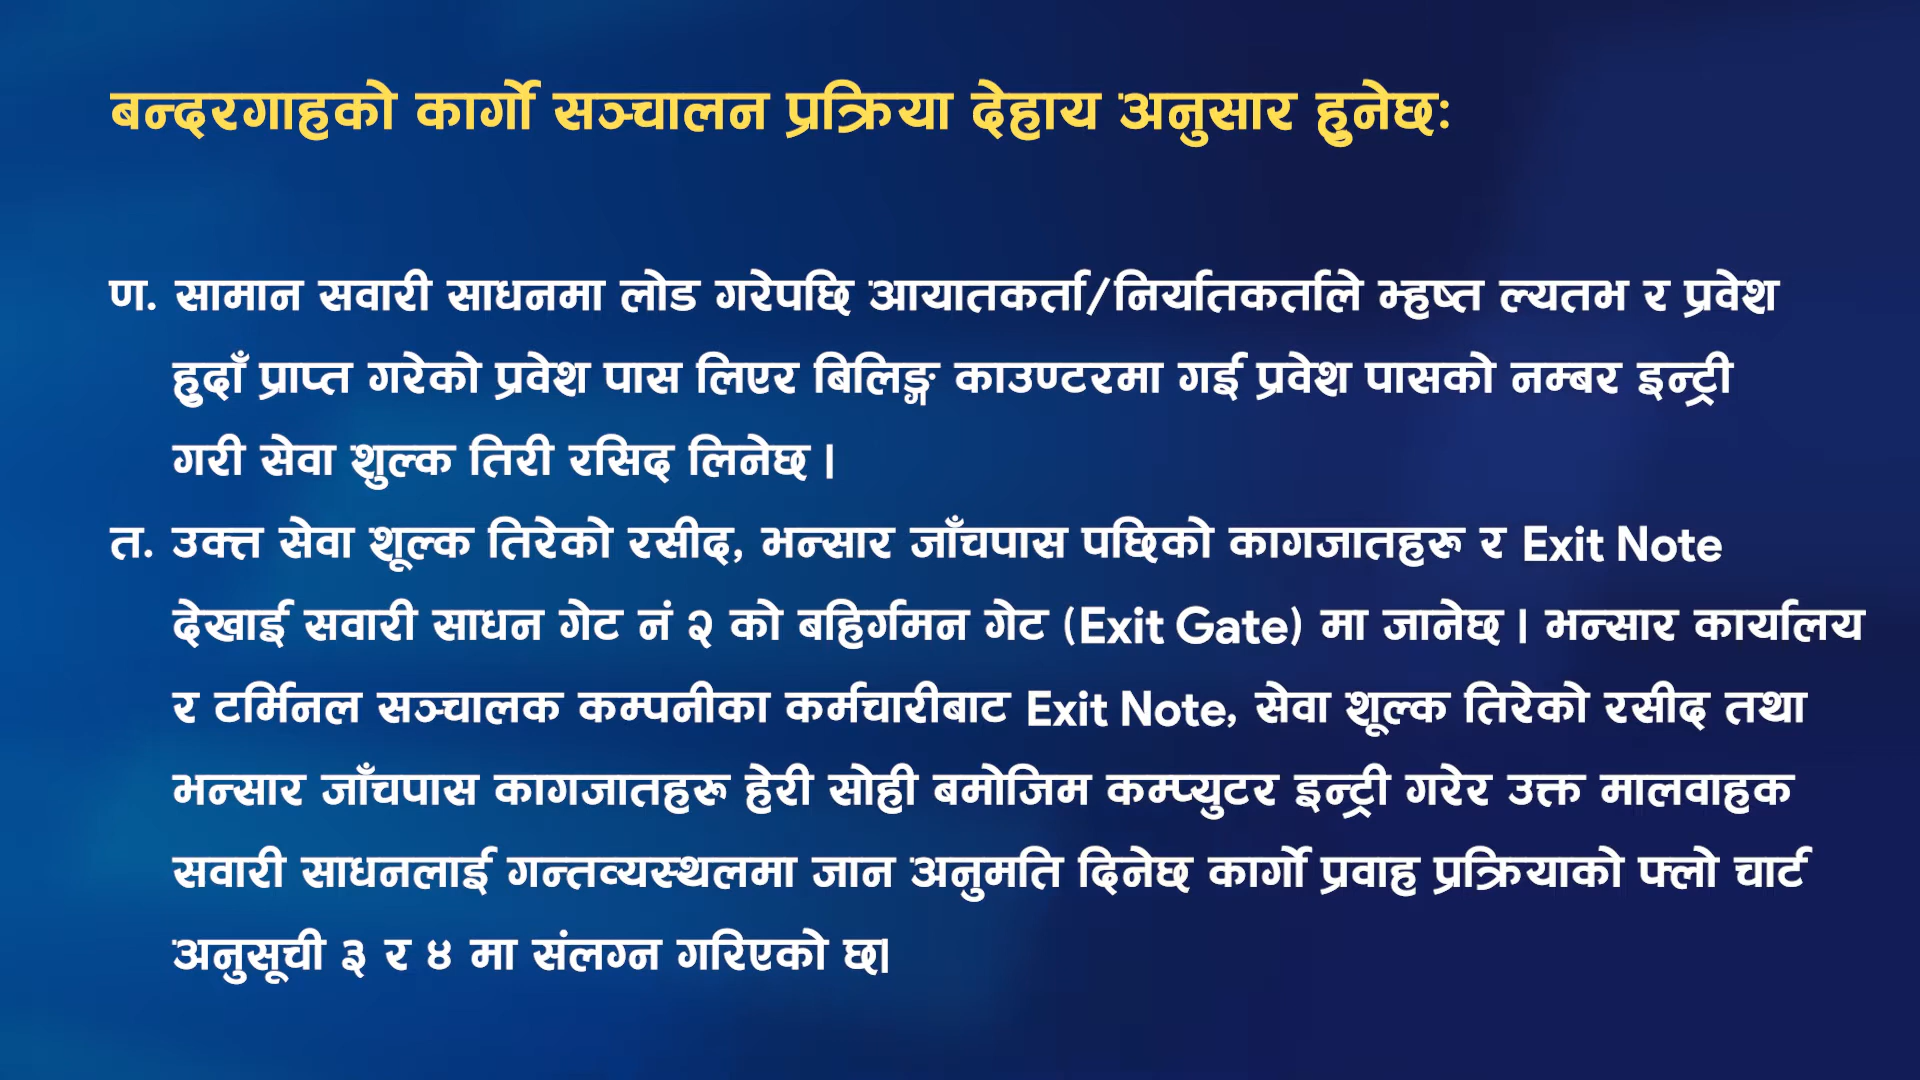 बन्दरगाहको कार्गो सञ्चालन प्रक्रिया देहाय अनुसार हुनेछः
ण. सामान सवारी साधनमा लोड गरेपछि आयातकर्ता/निर्यातकर्ताले भ्हष्त ल्यतभ र प्रवेश
हुदाँ प्राप्त गरेको प्रवेश पास लिएर बिलिङ्ग काउण्टरमा गई प्रवेश पासको नम्बर इन्ट्री
गरी सेवा शुल्क तिरी रसिद लिनेछ ।
त. उक्त सेवा शूल्क तिरेको रसीद, भन्सार जाँचपास पछिको कागजातहरू र Exit Note
देखाई सवारी साधन गेट नं २ को बहिर्गमन गेट (Exit Gate) मा जानेछ । भन्सार कार्यालय
र टर्मिनल सञ्चालक कम्पनीका कर्मचारीबाट Exit Note, सेवा शूल्क तिरेको रसीद तथा
भन्सार जाँचपास कागजातहरू हेरी सोही बमोजिम कम्प्युटर इन्ट्री गरेर उक्त मालवाहक
सवारी साधनलाई गन्तव्यस्थलमा जान अनुमति दिनेछ कार्गो प्रवाह प्रक्रियाको फ्लो चार्ट
अनुसूची ३ र ४ मा संलग्न गरिएको छ।